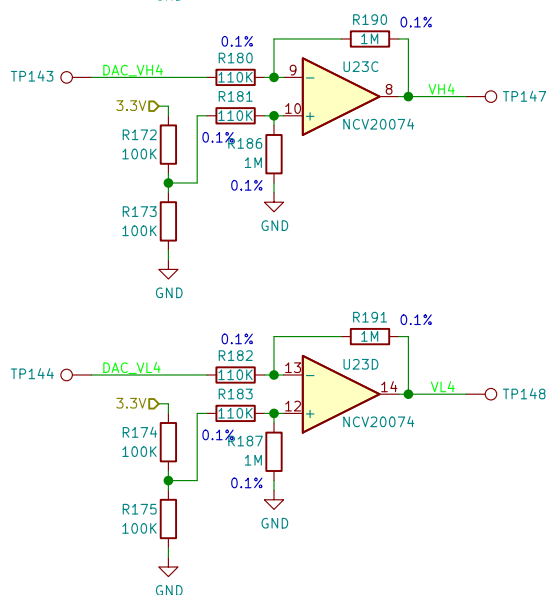 GND
R190
0.1%
1M
0.1%
R180
U23C
TP143
DAC_VH4
110K
9
8
VH4
TP147
R181
3.3V
110K
10
NCV20074
R172
0.1%
R186
100K
1M
0.1%
R173
100K
GND
GND
R191
0.1%
1M
0.1%
R182
U23D
TP144
DAC_VL4
110K
13
14
VL4
TP148
R183
3.3V
110K
12
NCV20074
R174
0.1%
R187
100K
1M
0.1%
R175
100K
GND
GND